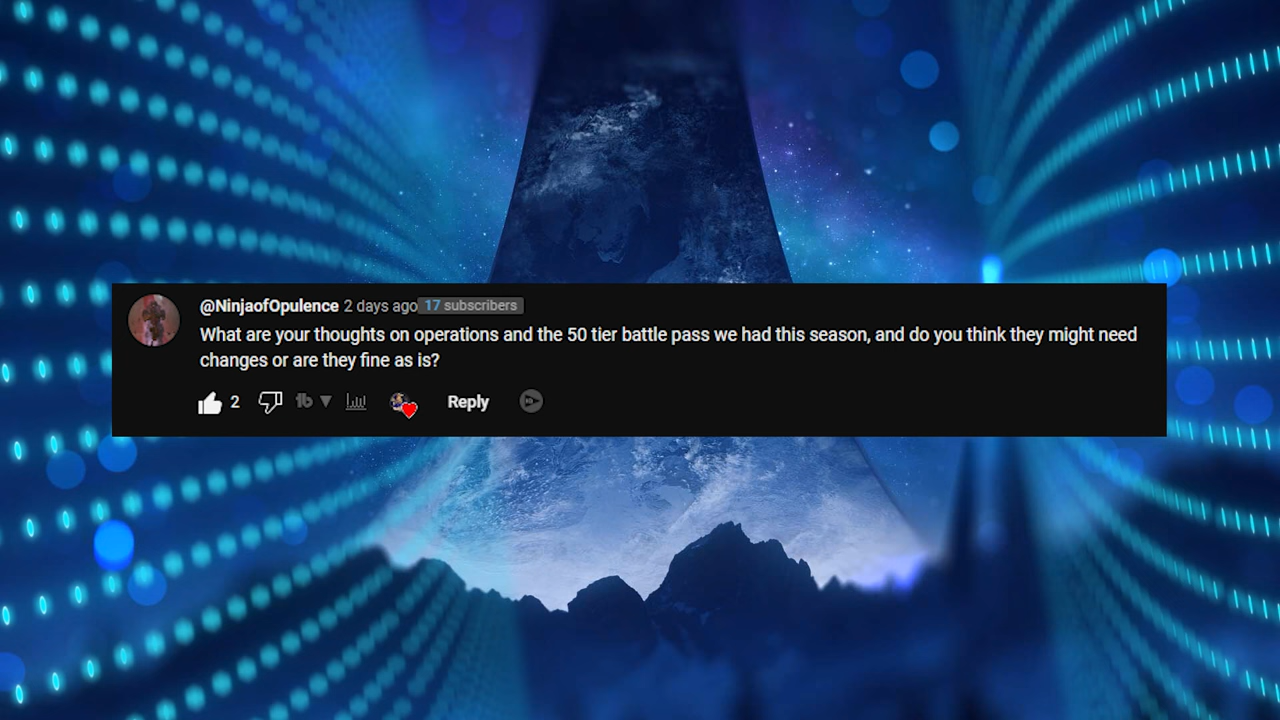 @NinjaofOpulence 2 days ago 17 subscribers
What are your thoughts on operations and the 50 tier battle pass we had this season, and do you think they might need
changes or are they fine as is?
2 Reply